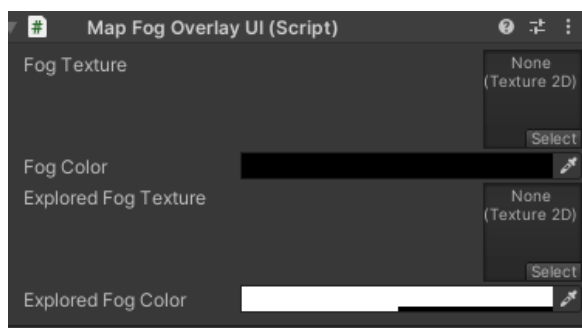 # Map Fog Overlay UI (Script)
Fog Texture
None
(Texture 2D)
Select
Fog Color
Explored Fog Texture
None
(Texture 2D)
Select
Explored Fog Color